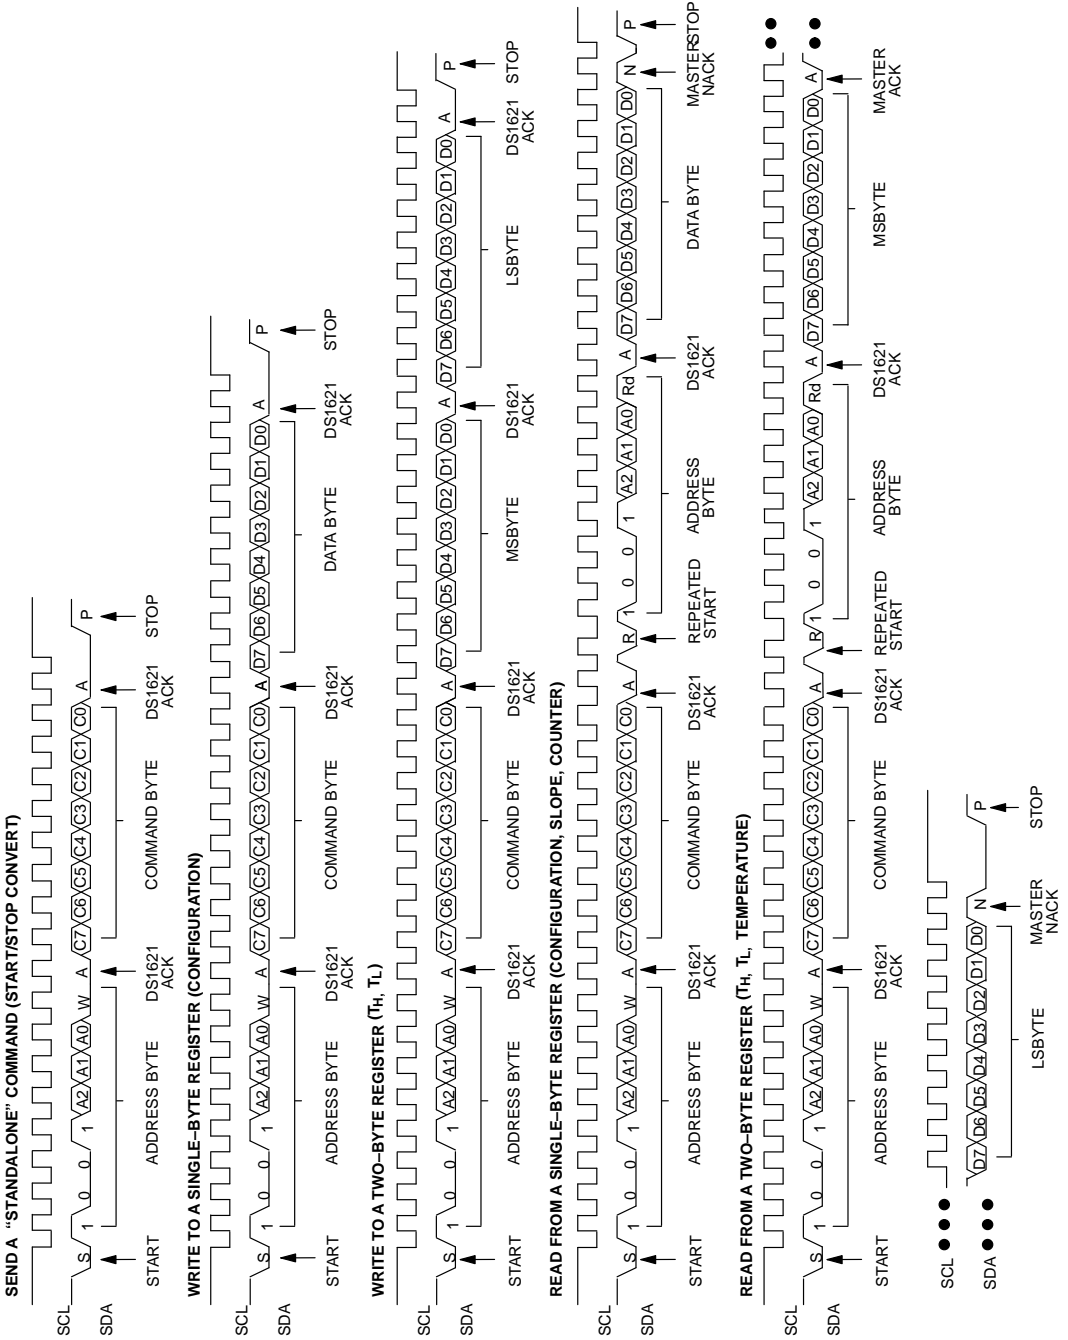 SEND A “STANDALONE” COMMAND (START/STOP CONVERT)
SCL
SDA S 1 0 0 1 A2 A1 A0 W A C7 C6 C5 C4 C3 C2 C1 C0 A P
START ADDRESS BYTE DS1621 COMMAND BYTE DS1621 STOP
ACK ACK
WRITE TO A SINGLE–BYTE REGISTER (CONFIGURATION)
SCL
SDA S 1 0 0 1 A2 A1 A0 W A C7 C6 C5 C4 C3 C2 C1 C0 A D7 D6 D5 D4 D3 D2 D1 D0 A P
START ADDRESS BYTE DS1621 COMMAND BYTE DS1621 DATA BYTE DS1621 STOP
ACK ACK ACK
WRITE TO A TWO–BYTE REGISTER (TH, TL)
SCL
SDA S 1 0 0 1 A2 A1 A0 W A C7 C6 C5 C4 C3 C2 C1 C0 A D7 D6 D5 D4 D3 D2 D1 D0 A D7 D6 D5 D4 D3 D2 D1 D0 A P
START ADDRESS BYTE DS1621 COMMAND BYTE DS1621 MSBYTE DS1621 LSBYTE DS1621 STOP
ACK ACK ACK ACK
READ FROM A SINGLE–BYTE REGISTER (CONFIGURATION, SLOPE, COUNTER)
SCL
SDA S 1 0 0 1 A2 A1 A0 W A C7 C6 C5 C4 C3 C2 C1 C0 A R 1 0 0 1 A2 A1 A0 Rd A D7 D6 D5 D4 D3 D2 D1 D0 N P
START ADDRESS BYTE DS1621 COMMAND BYTE DS1621 REPEATED ADDRESS DS1621 DATA BYTE MASTER STOP
ACK ACK START BYTE ACK NACK
READ FROM A TWO–BYTE REGISTER (TH, TL, TEMPERATURE)
SCL
SDA S 1 0 0 1 A2 A1 A0 W A C7 C6 C5 C4 C3 C2 C1 C0 A R 1 0 0 1 A2 A1 A0 Rd A D7 D6 D5 D4 D3 D2 D1 D0 A
START ADDRESS BYTE DS1621 COMMAND BYTE DS1621 REPEATED ADDRESS DS1621 MSBYTE MASTER
ACK ACK START BYTE ACK ACK
SCL
SDA D7 D6 D5 D4 D3 D2 D1 D0 N P
LSBYTE MASTER STOP
NACK